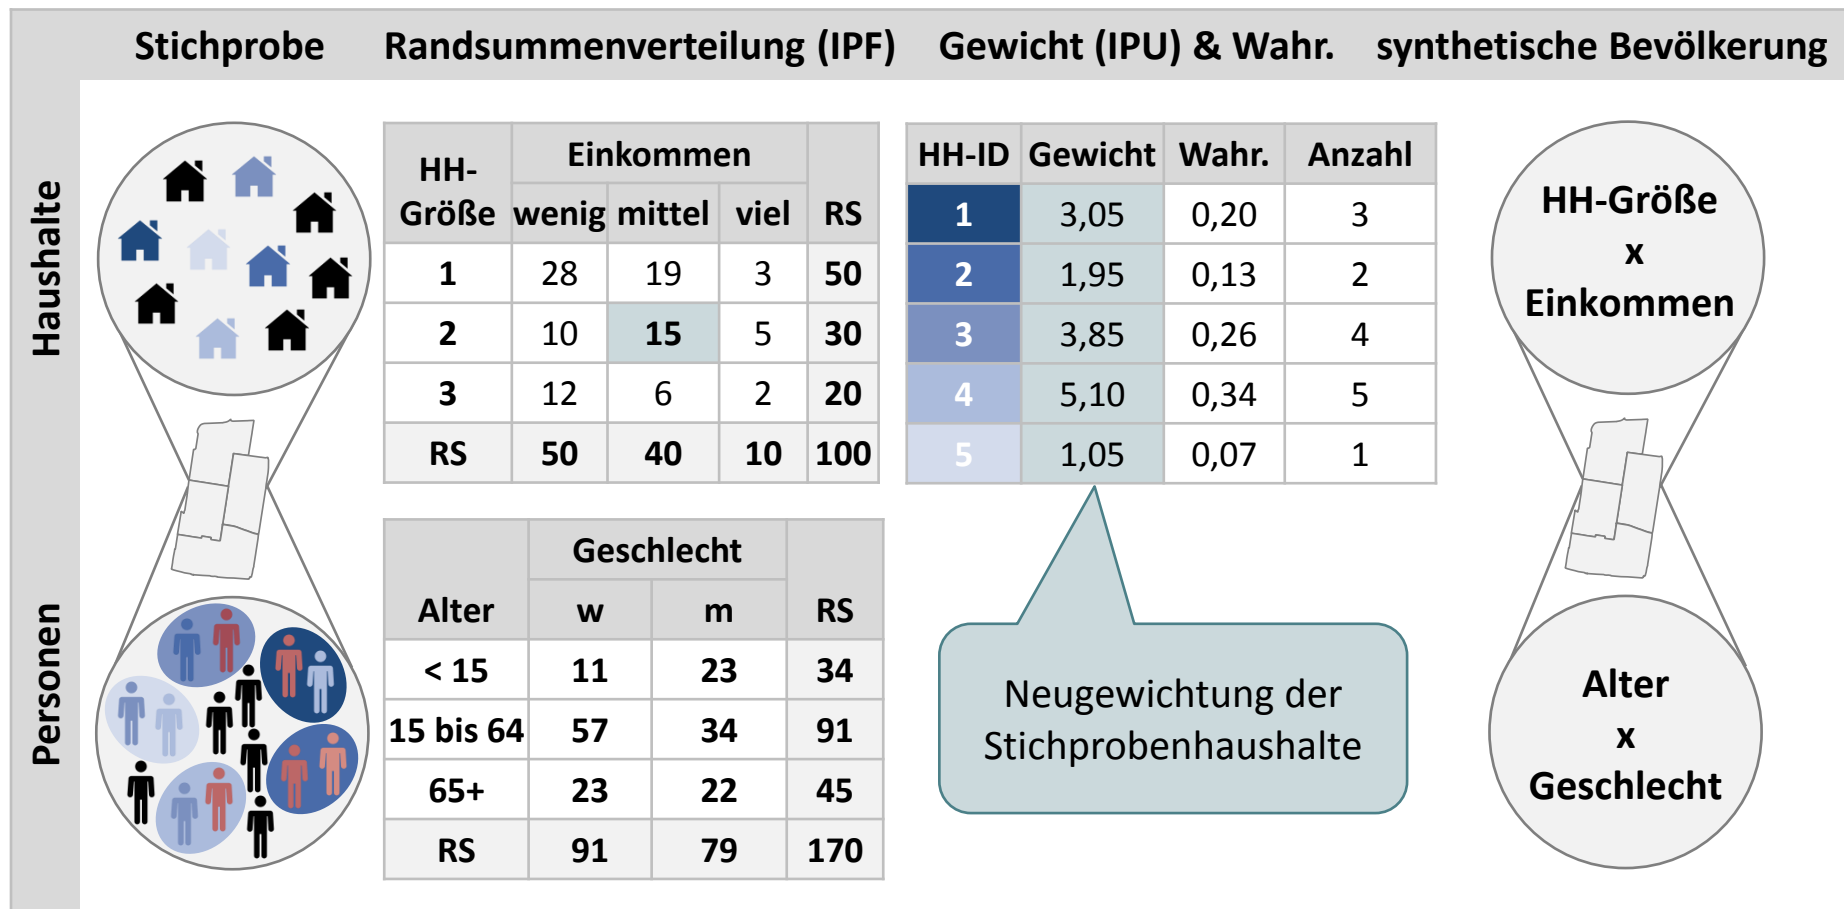 Stichprobe Randsummenverteilung (IPF) Gewicht (IPU) & Wahr. synthetische Bevölkerung
Haushalte
HH-Größe Einkommen RS
wenig mittel viel
1 28 19 3 50
2 10 15 5 30
3 12 6 2 20
RS 50 40 10 100
HH-ID Gewicht Wahr. Anzahl
1 3,05 0,20 3
2 1,95 0,13 2
3 3,85 0,26 4
4 5,10 0,34 5
5 1,05 0,07 1
HH-Größe
x
Einkommen
Personen
Alter Geschlecht RS
w m
< 15 11 23 34
15 bis 64 57 34 91
65+ 23 22 45
RS 91 79 170
Neugewichtung der
Stichprobenhaushalte
Alter
x
Geschlecht